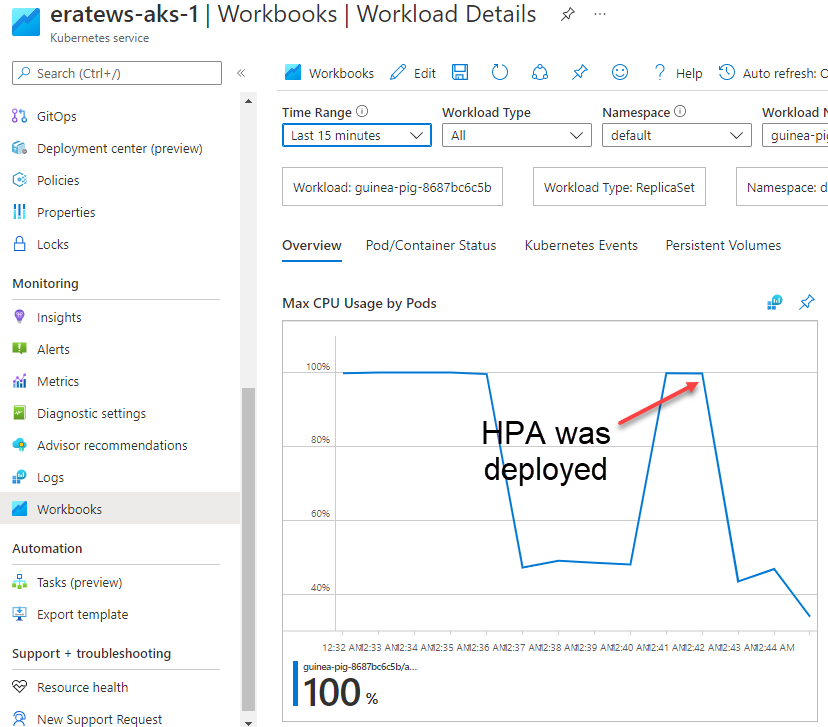 eratews-aks-1 | Workbooks | Workload Details
Kubernetes service
Search (Ctrl+/)
GitOps
Deployment center (preview)
Policies
Properties
Locks
Monitoring
Insights
Alerts
Metrics
Diagnostic settings
Advisor recommendations
Logs
Workbooks
Automation
Tasks (preview)
Export template
Support + troubleshooting
Resource health
New Support Request
Workbooks Edit ? Help Auto refresh: O
Time Range Workload Type Namespace Workload N
Last 15 minutes All default guinea-pi
Workload: guinea-pig-8687bc6c5b Workload Type: ReplicaSet Namespace: d
Overview Pod/Container Status Kubernetes Events Persistent Volumes
Max CPU Usage by Pods
100%
80%
HPA was
deployed
60%
40%
12:32 AM 12:33 AM 12:34 AM 12:35 AM 12:36 AM 12:37 AM 12:38 AM 12:39 AM 12:40 AM 12:41 AM 12:42 AM 12:43 AM 12:44 AM
guinea-pig-8687bc6c5b/a...
100 %